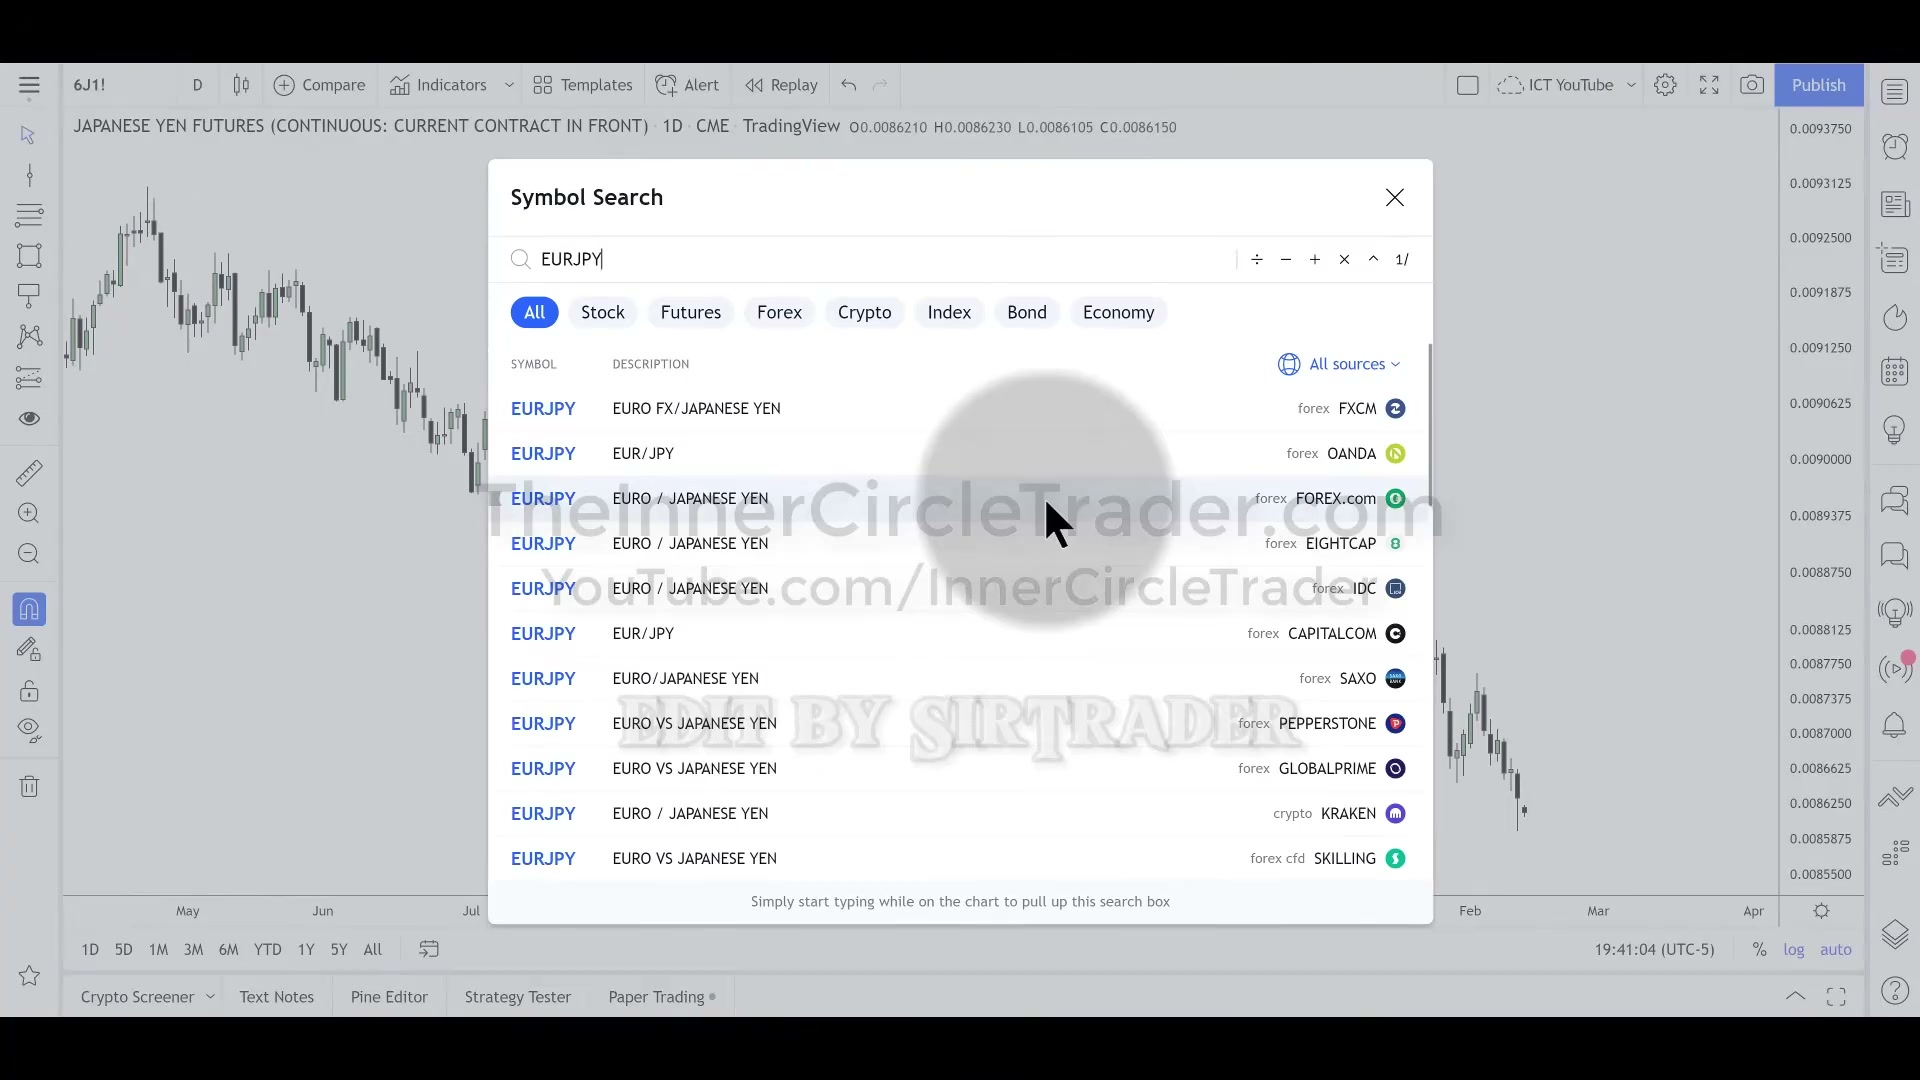 6J1!
D
Compare
Indicators
Templates
Alert
Replay
ICT YouTube
Publish
JAPANESE YEN FUTURES (CONTINUOUS: CURRENT CONTRACT IN FRONT) · 1D · CME · TradingView O0.0086210 H0.0086230 L0.0086105 C0.0086150
Symbol Search
EURJPY
÷ − + × ^ 1/
All Stock Futures Forex Crypto Index Bond Economy
SYMBOL DESCRIPTION All sources
EURJPY EURO FX/JAPANESE YEN forex FXCM
EURJPY EUR/JPY forex OANDA
EURJPY EURO / JAPANESE YEN forex FOREX.com
TheInnerCircleTrader.com
EURJPY EURO / JAPANESE YEN forex EIGHTCAP
EURJPY EURO / JAPANESE YEN forex IDC
YouTube.com/InnerCircleTrader
EURJPY EUR/JPY forex CAPITALCOM
EURJPY EURO/JAPANESE YEN forex SAXO
EURJPY EURO VS JAPANESE YEN forex PEPPERSTONE
EDIT BY SIRTRADER
EURJPY EURO VS JAPANESE YEN forex GLOBALPRIME
EURJPY EURO / JAPANESE YEN crypto KRAKEN
EURJPY EURO VS JAPANESE YEN forex cfd SKILLING
Simply start typing while on the chart to pull up this search box
0.0093750
0.0093125
0.0092500
0.0091875
0.0091250
0.0090625
0.0090000
0.0089375
0.0088750
0.0088125
0.0087750
0.0087375
0.0087000
0.0086625
0.0086250
0.0085875
0.0085500
May Jun Jul Feb Mar Apr
1D 5D 1M 3M 6M YTD 1Y 5Y All
19:41:04 (UTC-5) % log auto
Crypto Screener Text Notes Pine Editor Strategy Tester Paper Trading